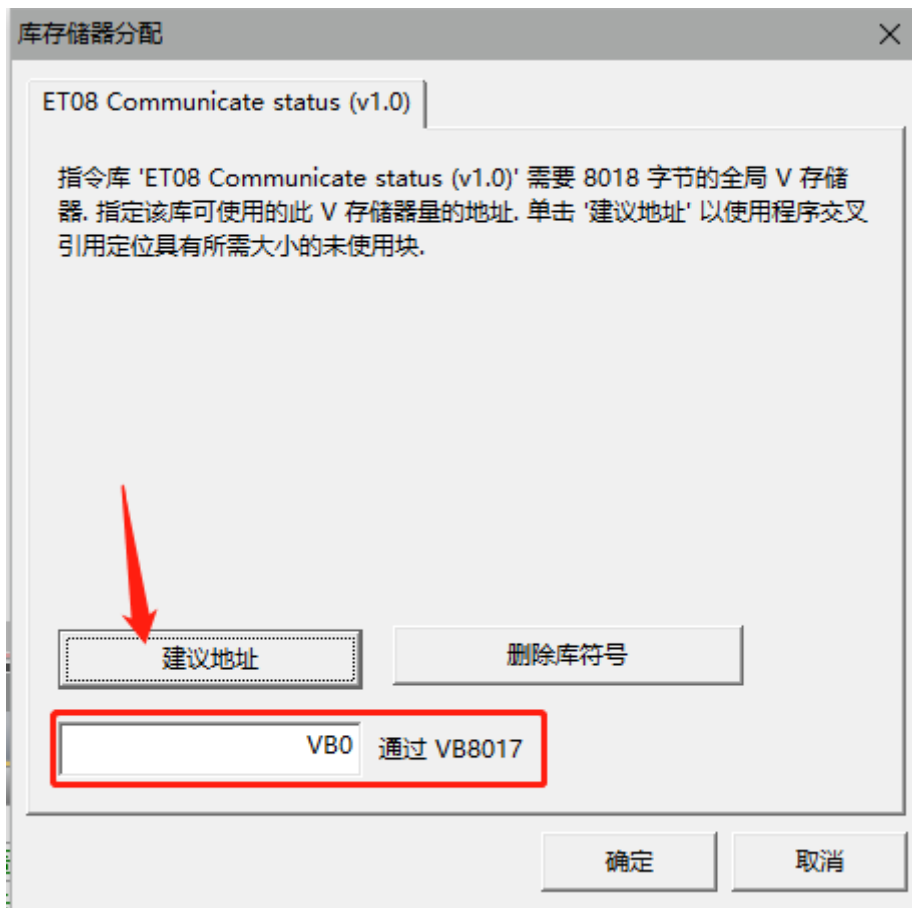 库存储器分配
ET08 Communicate status (v1.0)
指令库 'ET08 Communicate status (v1.0)' 需要 8018 字节的全局 V 存储
器. 指定该库可使用的此 V 存储器量的地址. 单击 '建议地址' 以使用程序交叉
引用定位具有所需大小的未使用块.
建议地址
删除库符号
VB0 通过 VB8017
确定
取消